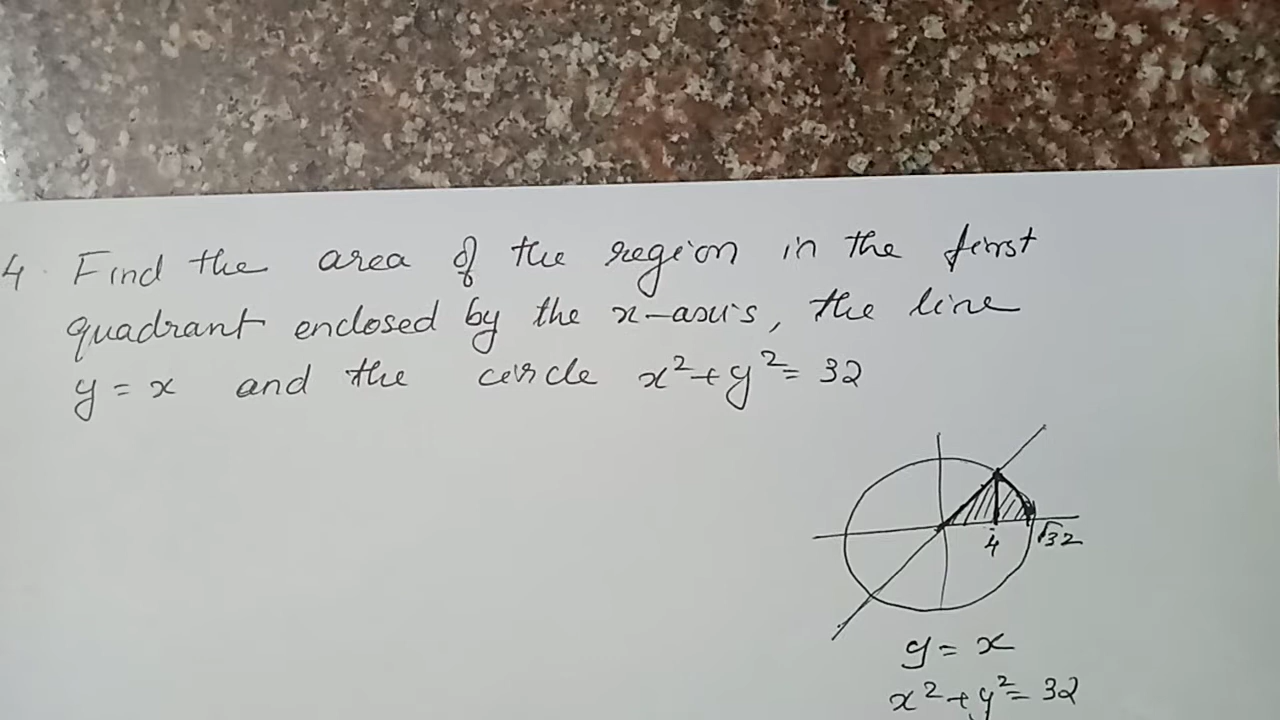 4. Find the area of the region in the first
quadrant enclosed by the x-axis, the line
y = x and the circle x² + y² = 32
4 √32
y = x
x² + y² = 32